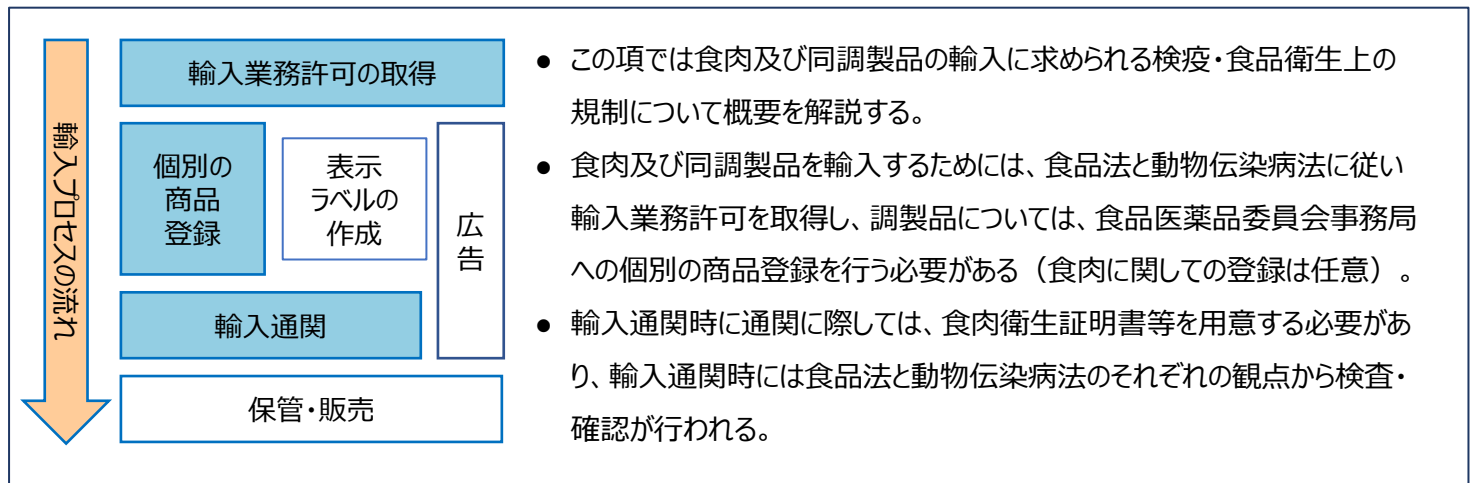 輸入プロセスの流れ
輸入業務許可の取得
個別の
商品
登録
表示
ラベルの
作成
広
告
輸入通関
保管・販売
● この項では食肉及び同調製品の輸入に求められる検疫・食品衛生上の
規制について概要を解説する。
● 食肉及び同調製品を輸入するためには、食品法と動物伝染病法に従い
輸入業務許可を取得し、調製品については、食品医薬品委員会事務局
への個別の商品登録を行う必要がある（食肉に関しての登録は任意）。
● 輸入通関時に通関に際しては、食肉衛生証明書等を用意する必要があ
り、輸入通関時には食品法と動物伝染病法のそれぞれの観点から検査・
確認が行われる。